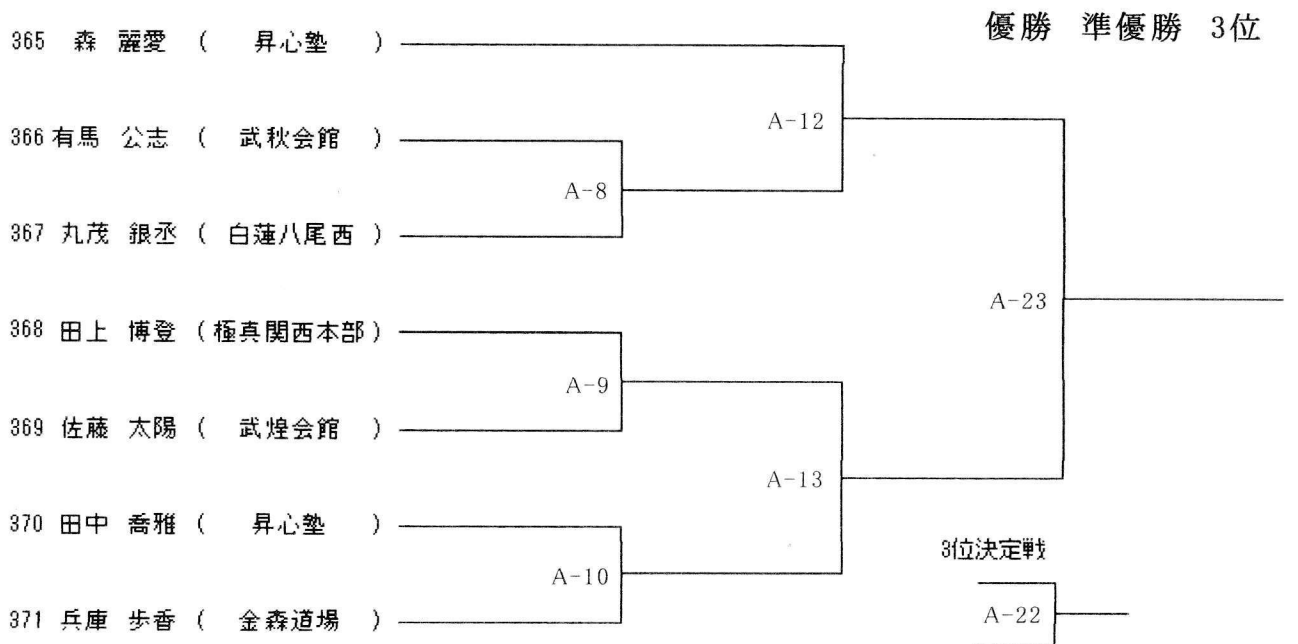 優勝 準優勝 3位
365 森 麗愛 ( 昇心塾 )
A-12
366 有馬 公志 ( 武秋会館 )
A-8
367 丸茂 銀丞 ( 白蓮八尾西 )
A-23
368 田上 博登 (極真関西本部)
A-9
369 佐藤 太陽 ( 武煌会館 )
A-13
370 田中 喬雅 ( 昇心塾 )
3位決定戦
A-10
A-22
371 兵庫 歩香 ( 金森道場 )